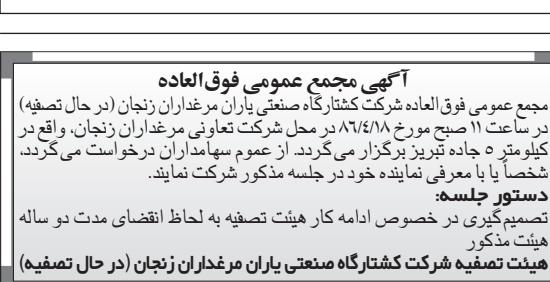 آگهی مجمع عمومی فوق‌العاده
مجمع عمومی فوق‌العاده شرکت کشتارگاه صنعتی یاران مرغداران زنجان (در حال تصفیه)
در ساعت ۱۱ صبح مورخ ۸۶/۴/۱۸ در محل شرکت تعاونی مرغداران زنجان، واقع در
کیلومتر ۵ جاده تبریز برگزار می‌گردد. از عموم سهامداران درخواست می‌گردد،
شخصاً یا با معرفی نماینده خود در جلسه مذکور شرکت نمایند.
دستور جلسه:
تصمیم‌گیری در خصوص ادامه کار هیئت تصفیه به لحاظ انقضای مدت دو ساله
هیئت مذکور
هیئت تصفیه شرکت کشتارگاه صنعتی یاران مرغداران زنجان (در حال تصفیه)